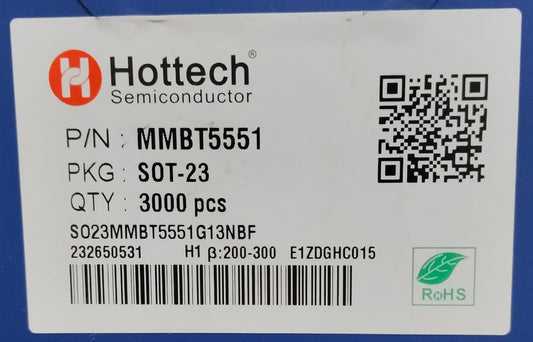 Hottech®
Semiconductor
P/N : MMBT5551
PKG : SOT-23
QTY : 3000 pcs
SO23MMBT5551G13NBF
232650531 H1 β:200-300 E1ZDGHC015
RoHS